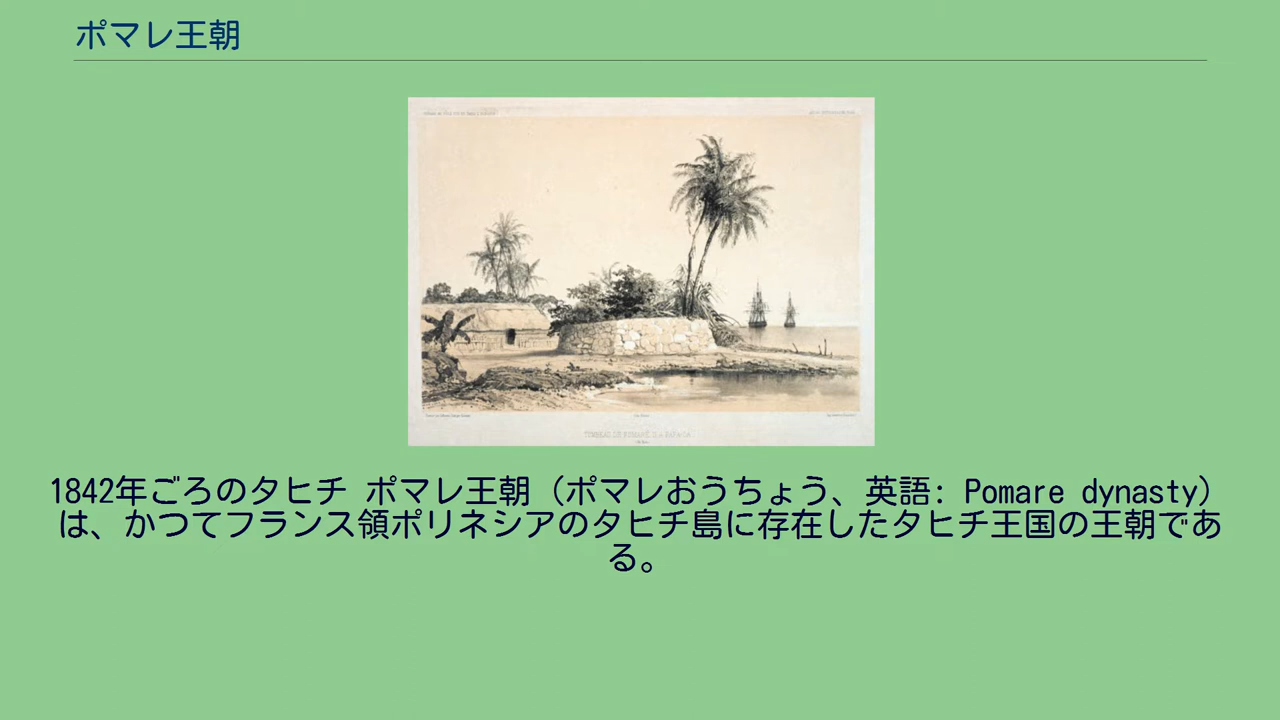 ポマレ王朝
1842年ごろのタヒチ ポマレ王朝（ポマレおうちょう、英語: Pomare dynasty）
は、かつてフランス領ポリネシアのタヒチ島に存在したタヒチ王国の王朝であ
る。